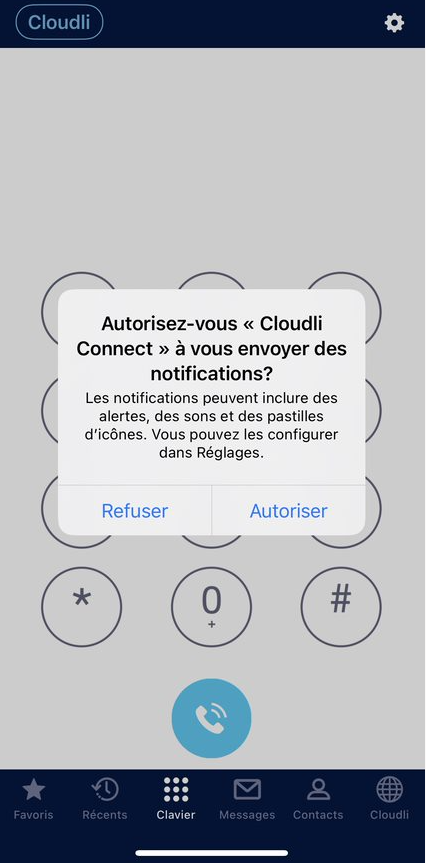 Cloudli
Autorisez-vous « Cloudli
Connect » à vous envoyer des
notifications?
Les notifications peuvent inclure des
alertes, des sons et des pastilles
d’icônes. Vous pouvez les configurer
dans Réglages.
Refuser Autoriser
* 0 #
+
Favoris Récents Clavier Messages Contacts Cloudli